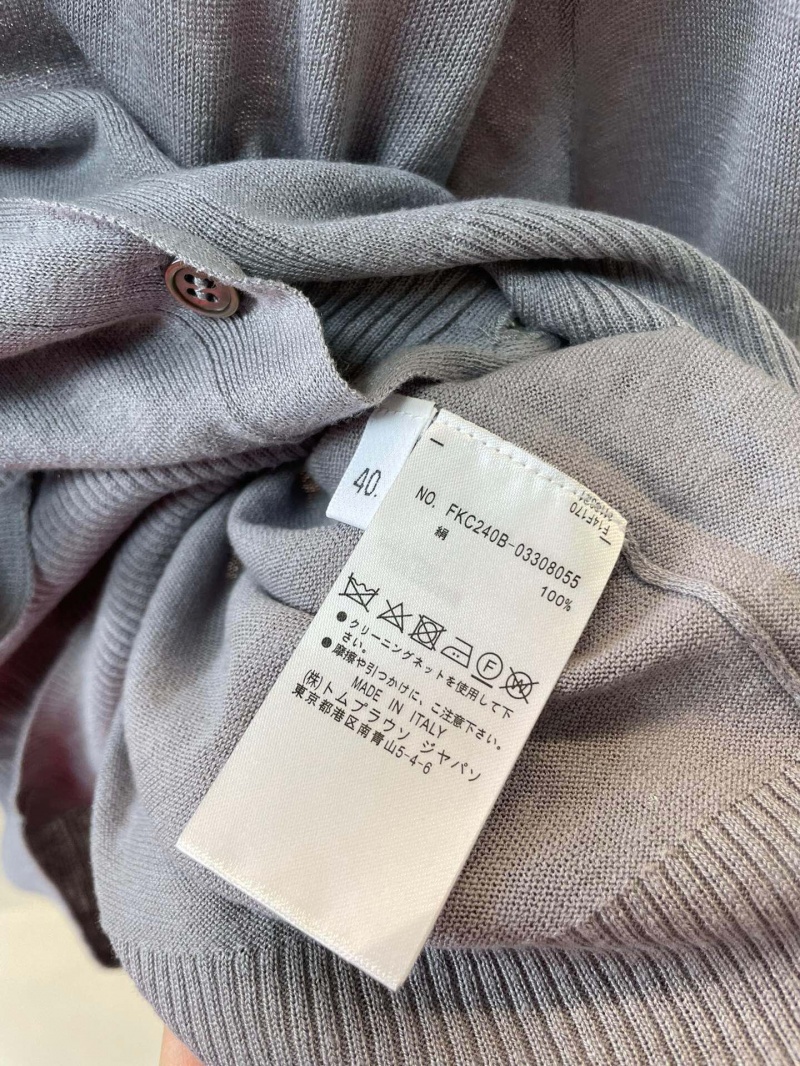 40.
NO. FKC240B-03308055
絹 100%
F
●クリーニングネットを使用して下
さい。
●摩擦や引つかけに、ご注意下さい。
MADE IN ITALY
(株)トムブラウン ジャパン
東京都港区南青山5-4-6